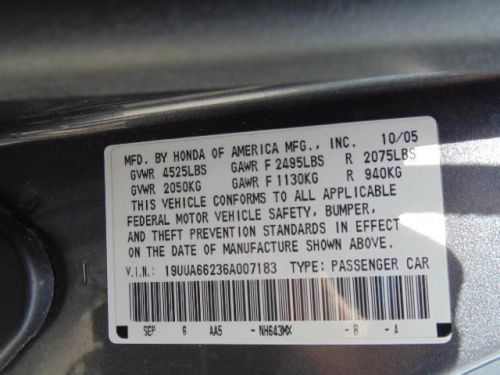 MFD. BY HONDA OF AMERICA MFG., INC. 10/05
GVWR 4525LBS GAWR F 2495LBS R 2075LBS
GVWR 2050KG GAWR F 1130KG R 940KG
THIS VEHICLE CONFORMS TO ALL APPLICABLE
FEDERAL MOTOR VEHICLE SAFETY, BUMPER,
AND THEFT PREVENTION STANDARDS IN EFFECT
ON THE DATE OF MANUFACTURE SHOWN ABOVE.
V.I.N.: 19UUA66236A007183 TYPE: PASSENGER CAR
SEP 6 AA5 - NH643MX - B - A